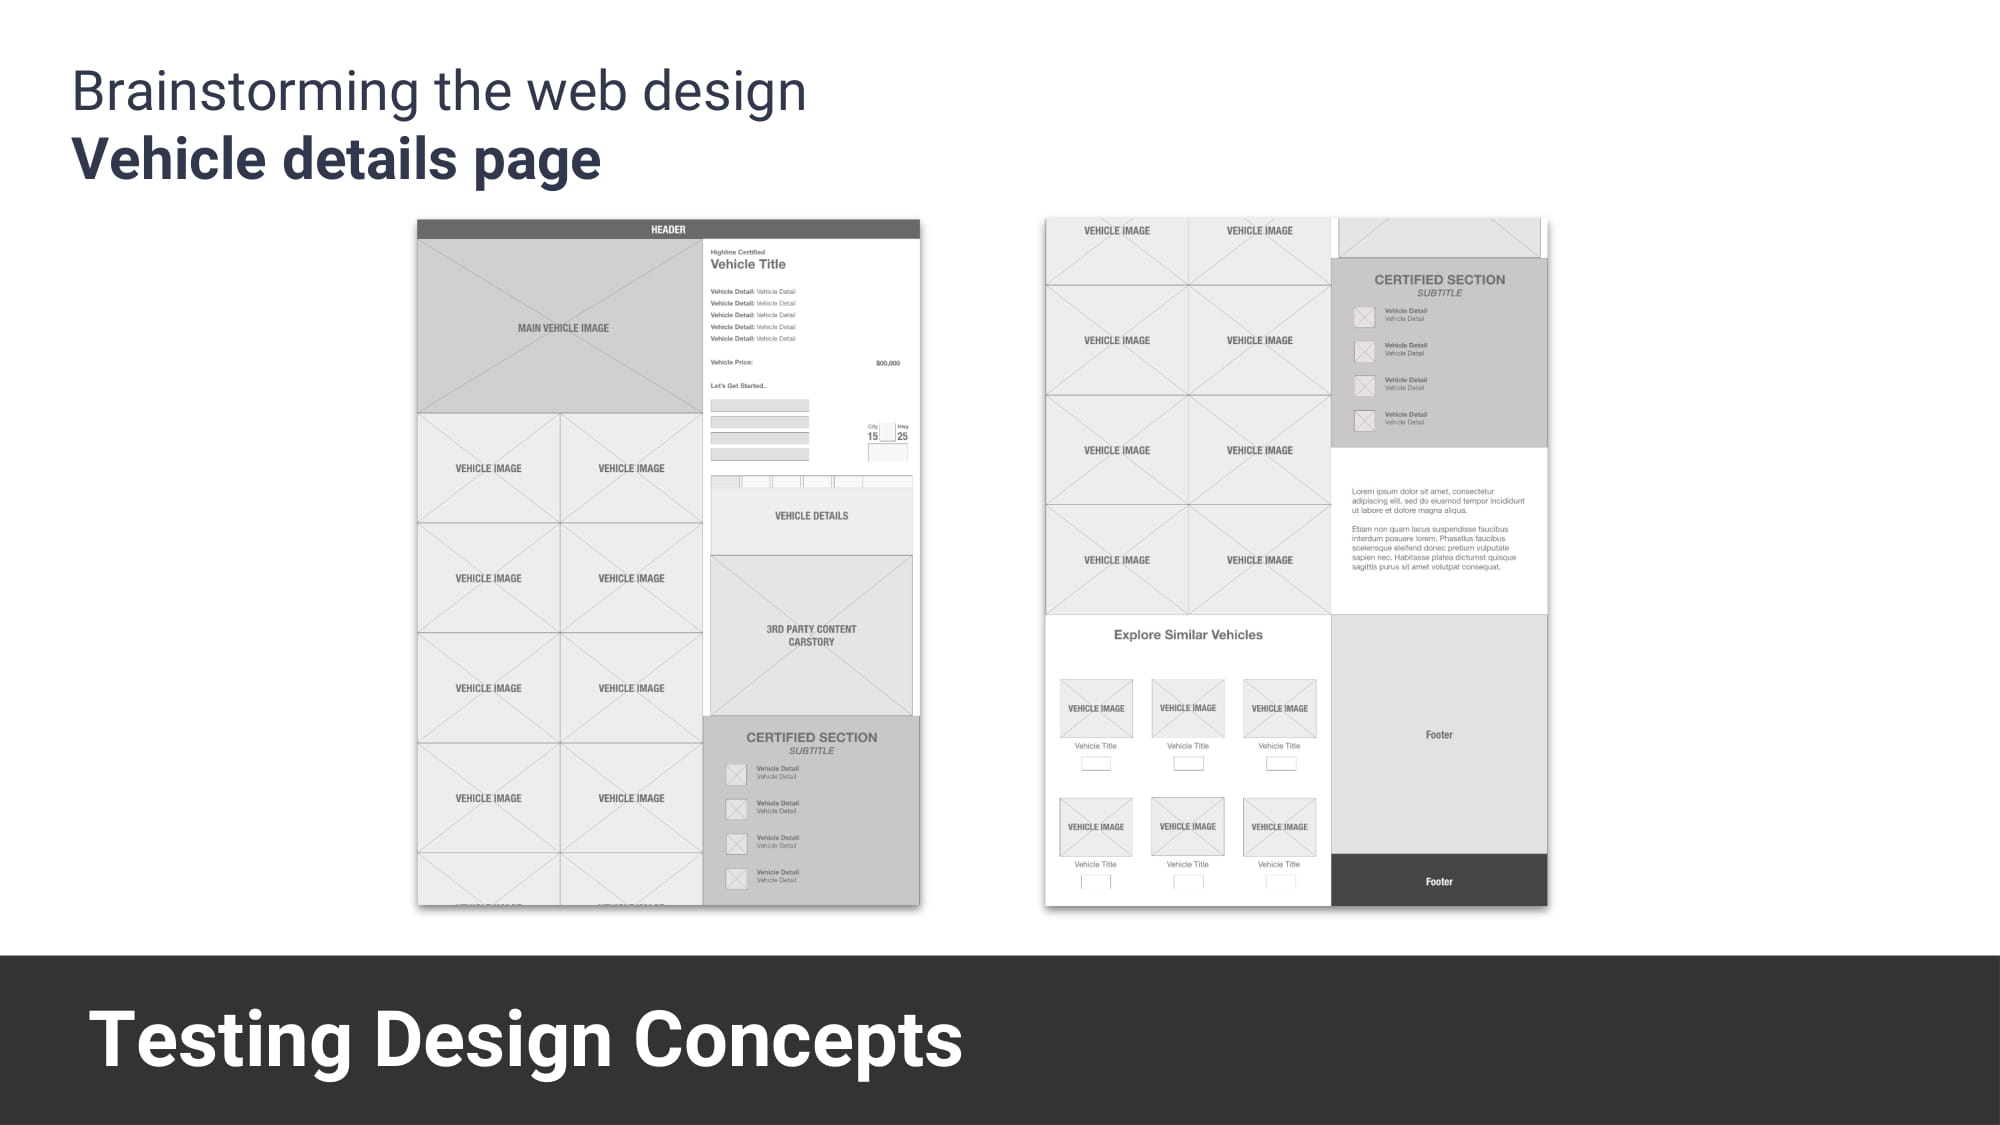 Brainstorming the web design
Vehicle details page
HEADER
MAIN VEHICLE IMAGE
VEHICLE IMAGE VEHICLE IMAGE
VEHICLE IMAGE VEHICLE IMAGE
VEHICLE IMAGE VEHICLE IMAGE
VEHICLE IMAGE VEHICLE IMAGE
VEHICLE IMAGE VEHICLE IMAGE
Highline Certified
Vehicle Title
Vehicle Detail: Vehicle Detail
Vehicle Detail: Vehicle Detail
Vehicle Detail: Vehicle Detail
Vehicle Detail: Vehicle Detail
Vehicle Detail: Vehicle Detail
Vehicle Price: $00,000
Let's Get Started..
City Hwy
15 25
VEHICLE DETAILS
3RD PARTY CONTENT
CARSTORY
CERTIFIED SECTION
SUBTITLE
Vehicle Detail
Vehicle Detail
Vehicle Detail
Vehicle Detail
Vehicle Detail
Vehicle Detail
Vehicle Detail
Vehicle Detail
VEHICLE IMAGE VEHICLE IMAGE
VEHICLE IMAGE VEHICLE IMAGE
VEHICLE IMAGE VEHICLE IMAGE
VEHICLE IMAGE VEHICLE IMAGE
Explore Similar Vehicles
VEHICLE IMAGE VEHICLE IMAGE VEHICLE IMAGE
Vehicle Title Vehicle Title Vehicle Title
VEHICLE IMAGE VEHICLE IMAGE VEHICLE IMAGE
Vehicle Title Vehicle Title Vehicle Title
CERTIFIED SECTION
SUBTITLE
Vehicle Detail
Vehicle Detail
Vehicle Detail
Vehicle Detail
Vehicle Detail
Vehicle Detail
Vehicle Detail
Vehicle Detail
Lorem ipsum dolor sit amet, consectetur
adipiscing elit, sed do eiusmod tempor incididunt
ut labore et dolore magna aliqua.
Etiam non quam lacus suspendisse faucibus
interdum posuere lorem. Phasellus faucibus
scelerisque eleifend donec pretium vulputate
sapien nec. Habitasse platea dictumst quisque
sagittis purus sit amet volutpat consequat.
Footer
Footer
Testing Design Concepts